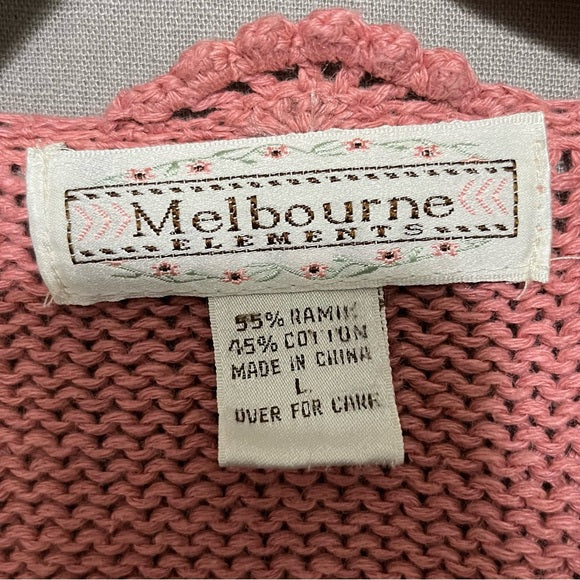 Melbourne
ELEMENTS
55% RAMIE
45% COTTON
MADE IN CHINA
L
OVER FOR CARE